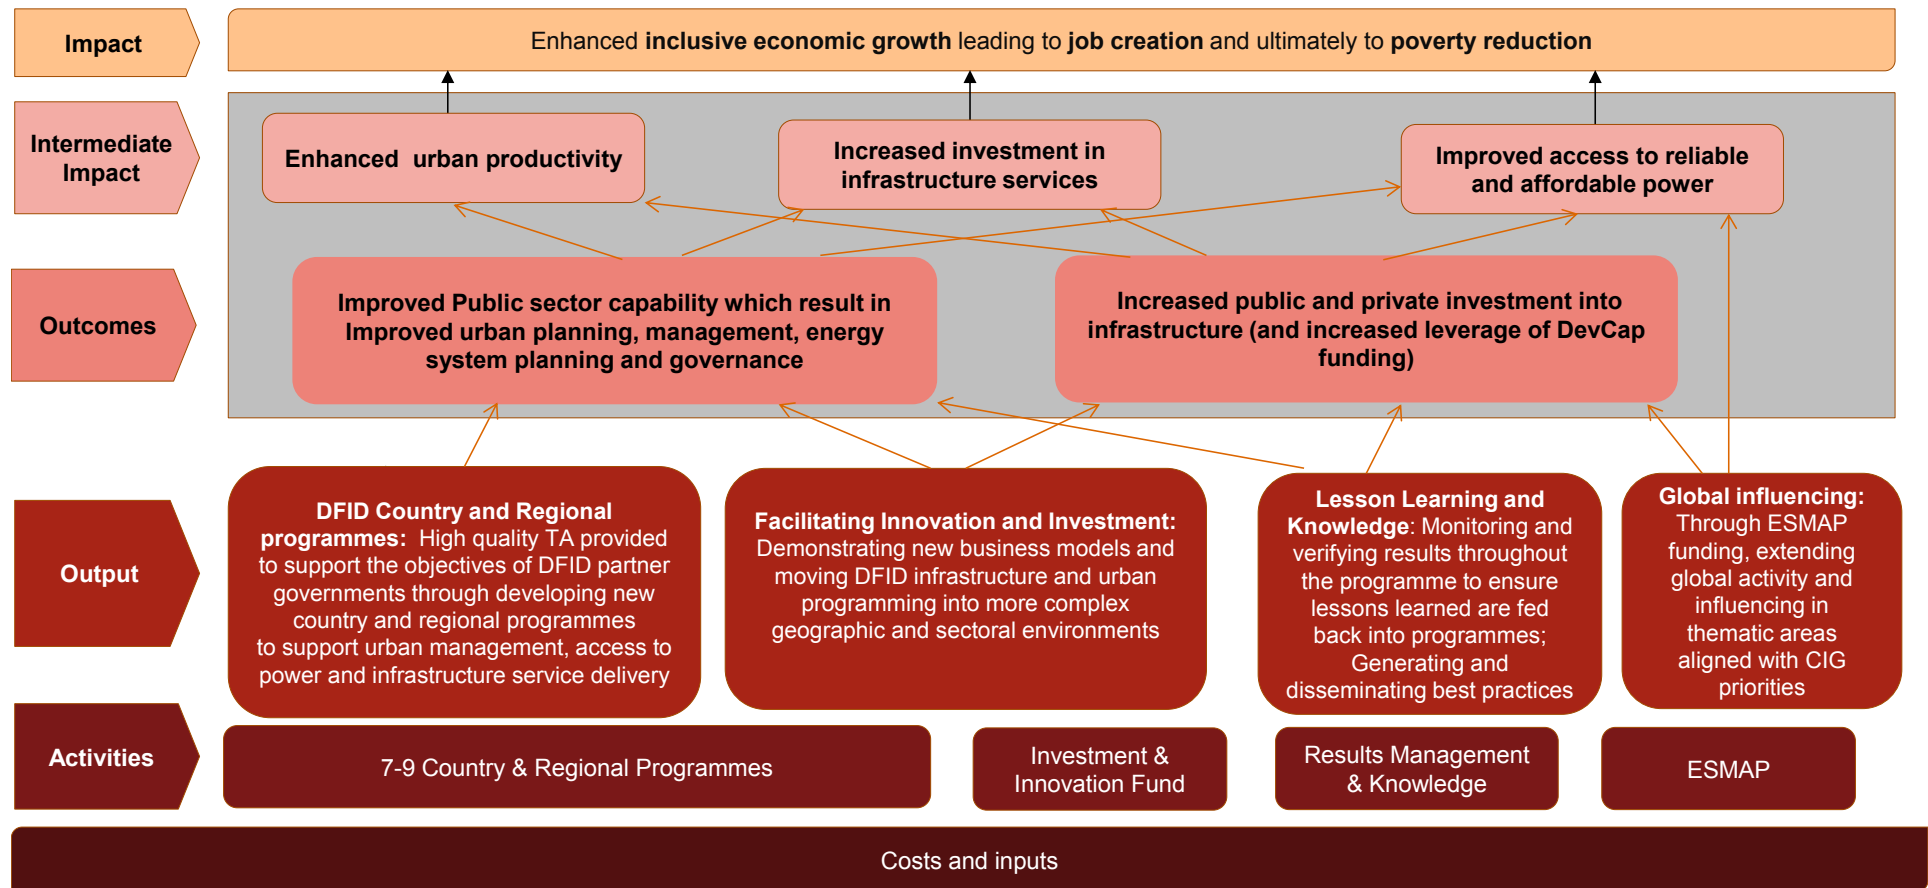 Impact
Enhanced inclusive economic growth leading to job creation and ultimately to poverty reduction
Intermediate
Impact
Enhanced  urban productivity
Increased investment in
infrastructure services
Improved access to reliable
and affordable power
Outcomes
Improved Public sector capability which result in
Improved urban planning, management, energy
system planning and governance
Increased public and private investment into
infrastructure (and increased leverage of DevCap
funding)
Output
DFID Country and Regional
programmes:  High quality TA provided
to support the objectives of DFID partner
governments through developing new
country and regional programmes
to support urban management, access to
power and infrastructure service delivery
Facilitating Innovation and Investment:
Demonstrating new business models and
moving DFID infrastructure and urban
programming into more complex
geographic and sectoral environments
Lesson Learning and
Knowledge: Monitoring and
verifying results throughout
the programme to ensure
lessons learned are fed
back into programmes;
Generating and
disseminating best practices
Global influencing:
Through ESMAP
funding, extending
global activity and
influencing in
thematic areas
aligned with CIG
priorities
Activities
7-9 Country & Regional Programmes
Investment &
Innovation Fund
Results Management
& Knowledge
ESMAP
Costs and inputs